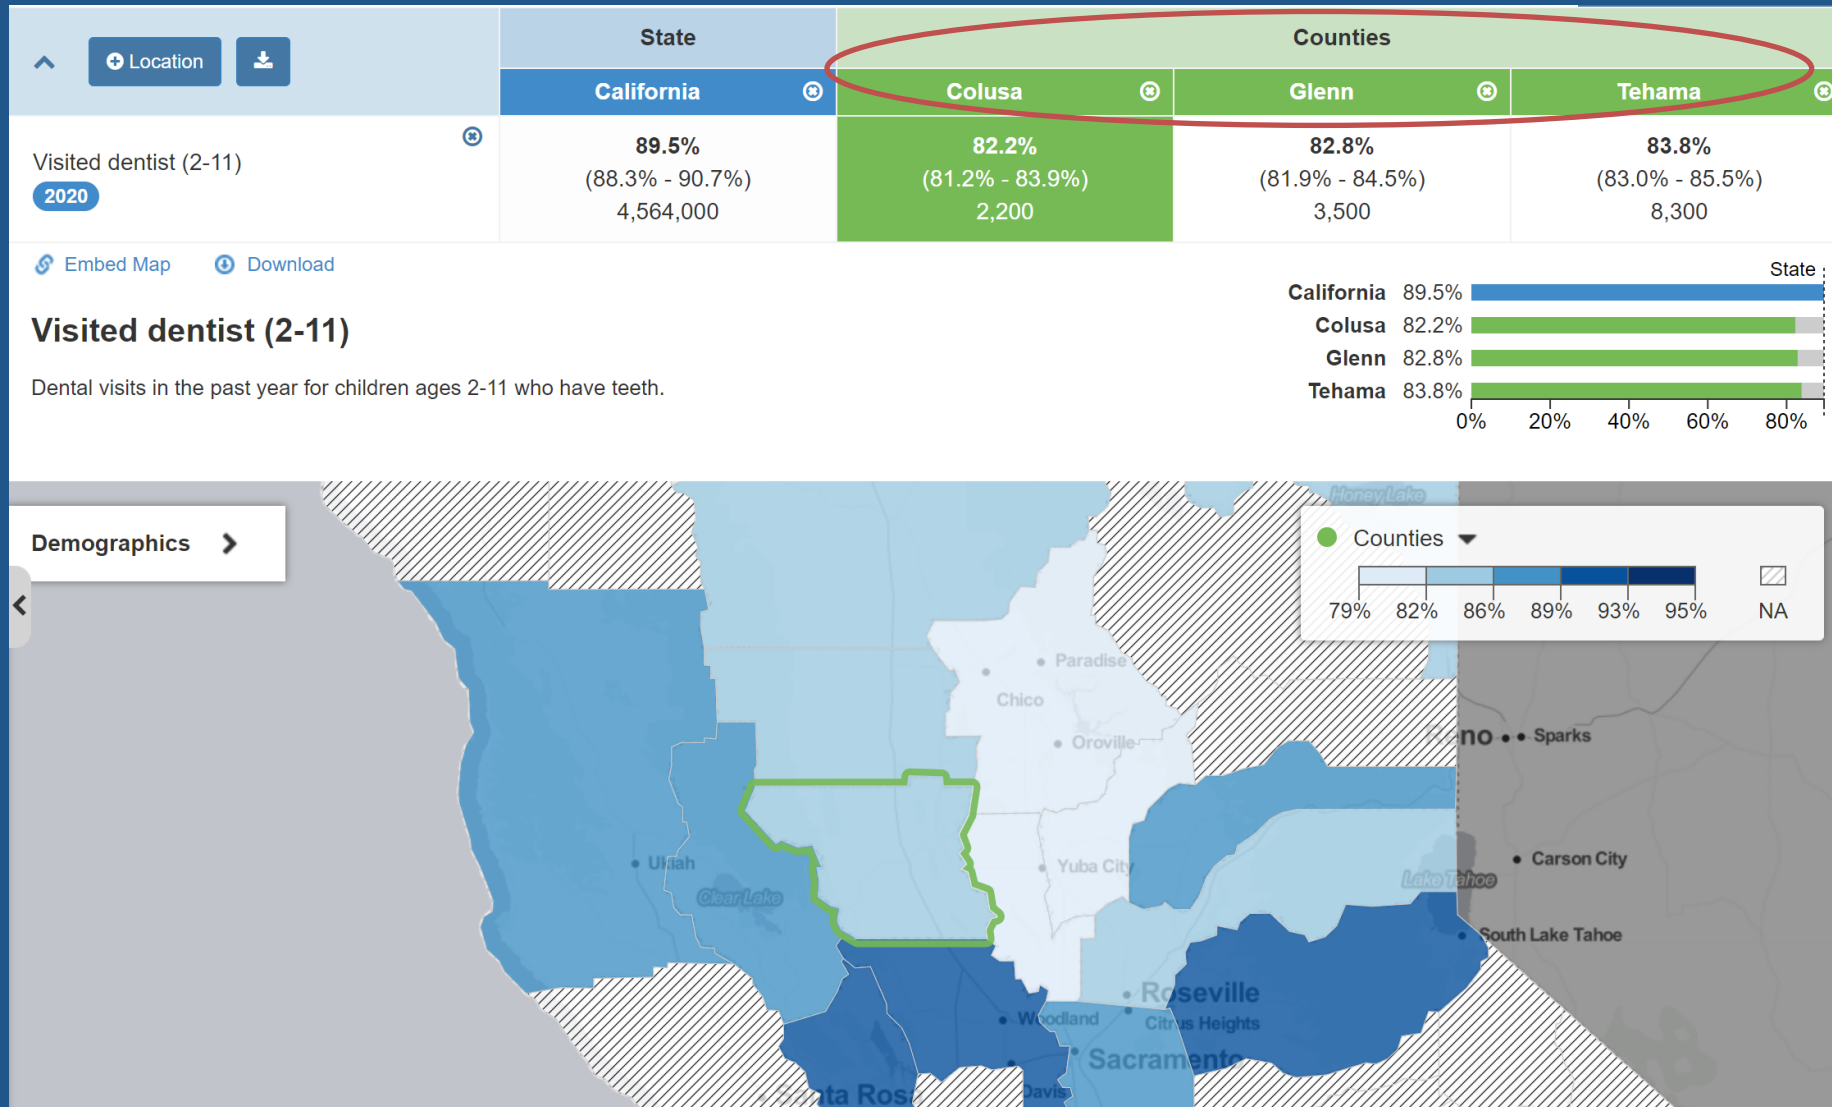 State
Counties
Location
California
Colusa
Glenn
Tehama
Visited dentist (2-11)
2020
89.5%
(88.3% - 90.7%)
4,564,000
82.2%
(81.2% - 83.9%)
2,200
82.8%
(81.9% - 84.5%)
3,500
83.8%
(83.0% - 85.5%)
8,300
Embed Map
Download
Visited dentist (2-11)
Dental visits in the past year for children ages 2-11 who have teeth.
State
California 89.5%
Colusa 82.2%
Glenn 82.8%
Tehama 83.8%
0% 20% 40% 60% 80%
Honey Lake
Demographics
Counties
79% 82% 86% 89% 93% 95% NA
Paradise
Chico
Oroville
Reno
Sparks
Ukiah
Yuba City
Carson City
Clear Lake
Lake Tahoe
South Lake Tahoe
Roseville
Woodland
Citrus Heights
Sacramento
Santa Rosa
Davis